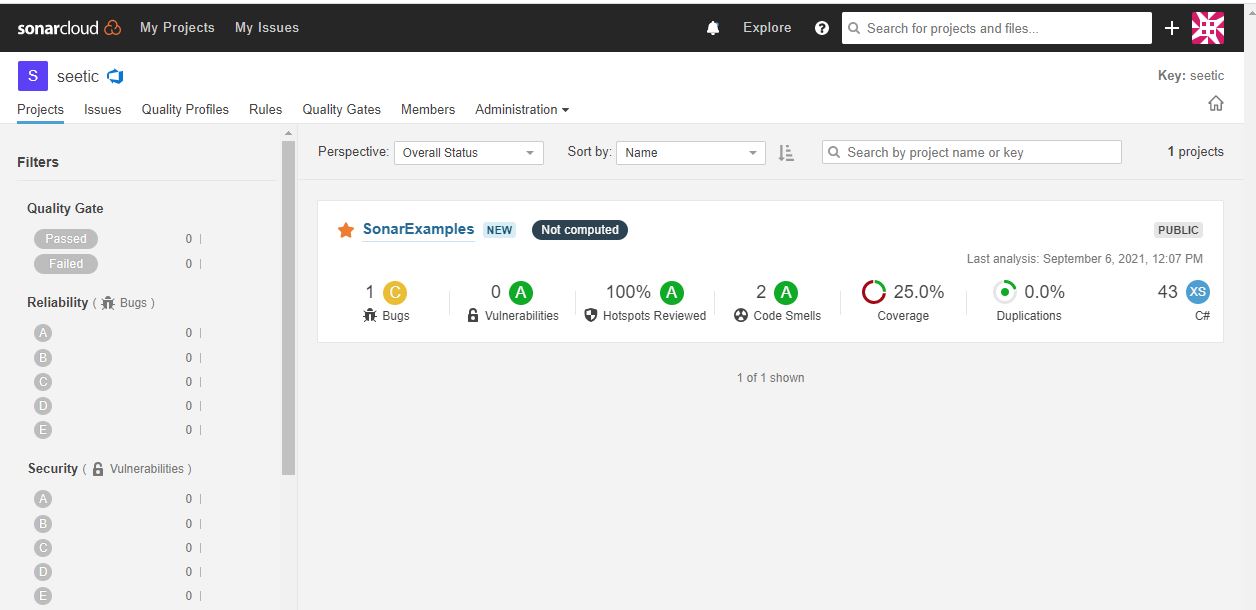 sonarcloud My Projects My Issues Explore ? Search for projects and files... +
S seetic Key: seetic
Projects Issues Quality Profiles Rules Quality Gates Members Administration
Filters
Perspective: Overall Status Sort by: Name Search by project name or key 1 projects
Quality Gate
Passed 0
Failed 0
Reliability ( Bugs )
A 0
B 0
C 0
D 0
E 0
Security ( Vulnerabilities )
A 0
B 0
C 0
D 0
E 0
SonarExamples NEW Not computed PUBLIC
Last analysis: September 6, 2021, 12:07 PM
1 C 0 A 100% A 2 A 25.0% 0.0% 43 XS
Bugs Vulnerabilities Hotspots Reviewed Code Smells Coverage Duplications C#
1 of 1 shown